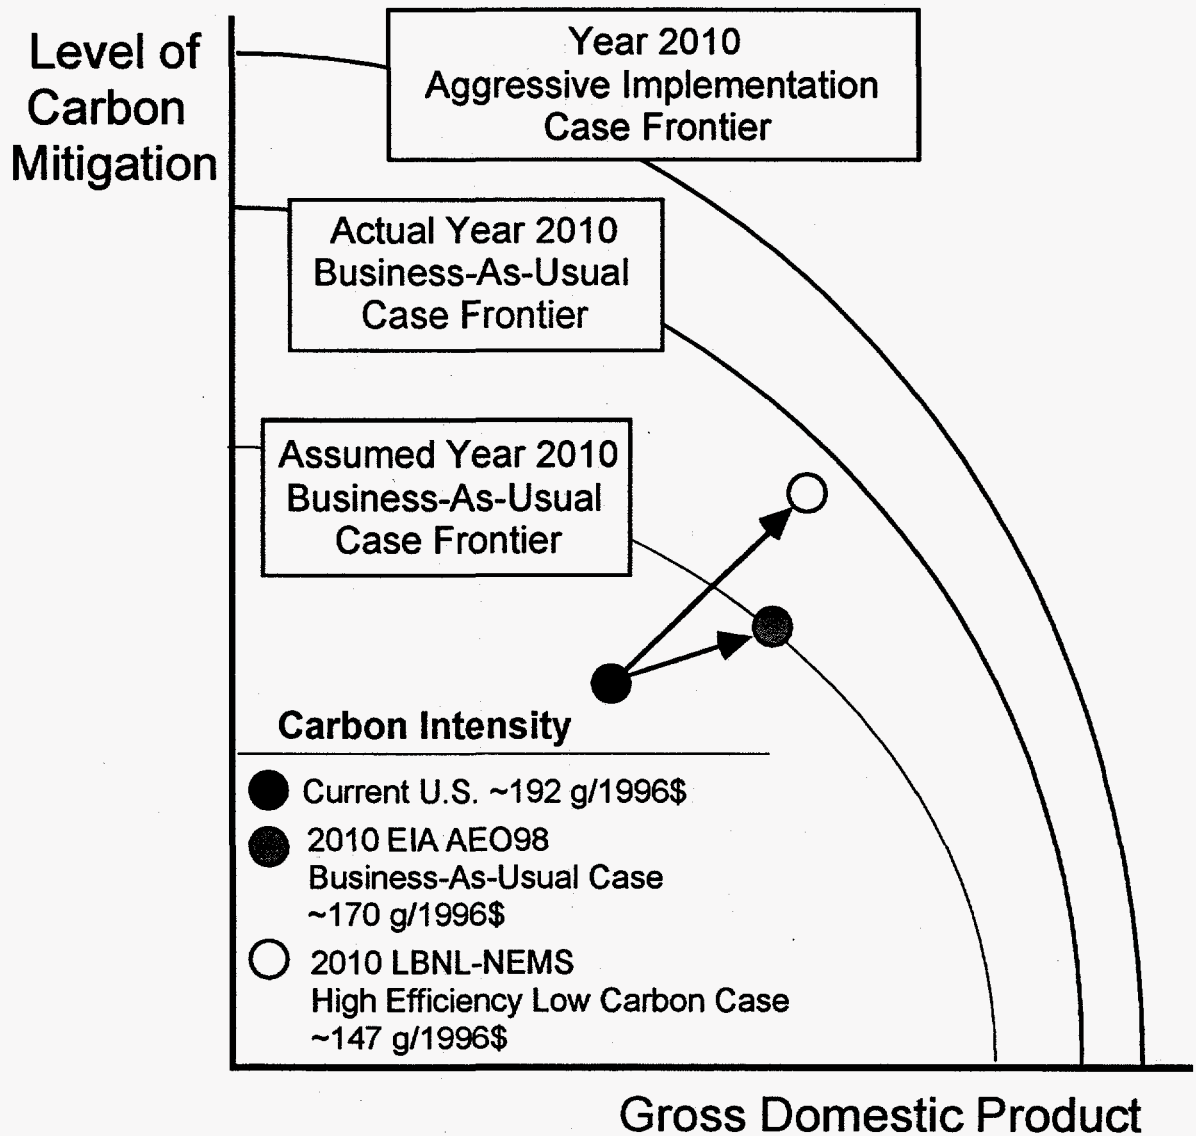 Level of
Carbon
Mitigation
Year 2010
Aggressive Implementation
Case Frontier
Actual Year 2010
Business-As-Usual
Case Frontier
Assumed Year 2010
Business-As-Usual
Case Frontier
Carbon Intensity
Current U.S. ~192 g/1996$
2010 EIA AEO98
Business-As-Usual Case
~170 g/1996$
2010 LBNL-NEMS
High Efficiency Low Carbon Case
~147 g/1996$
Gross Domestic Product